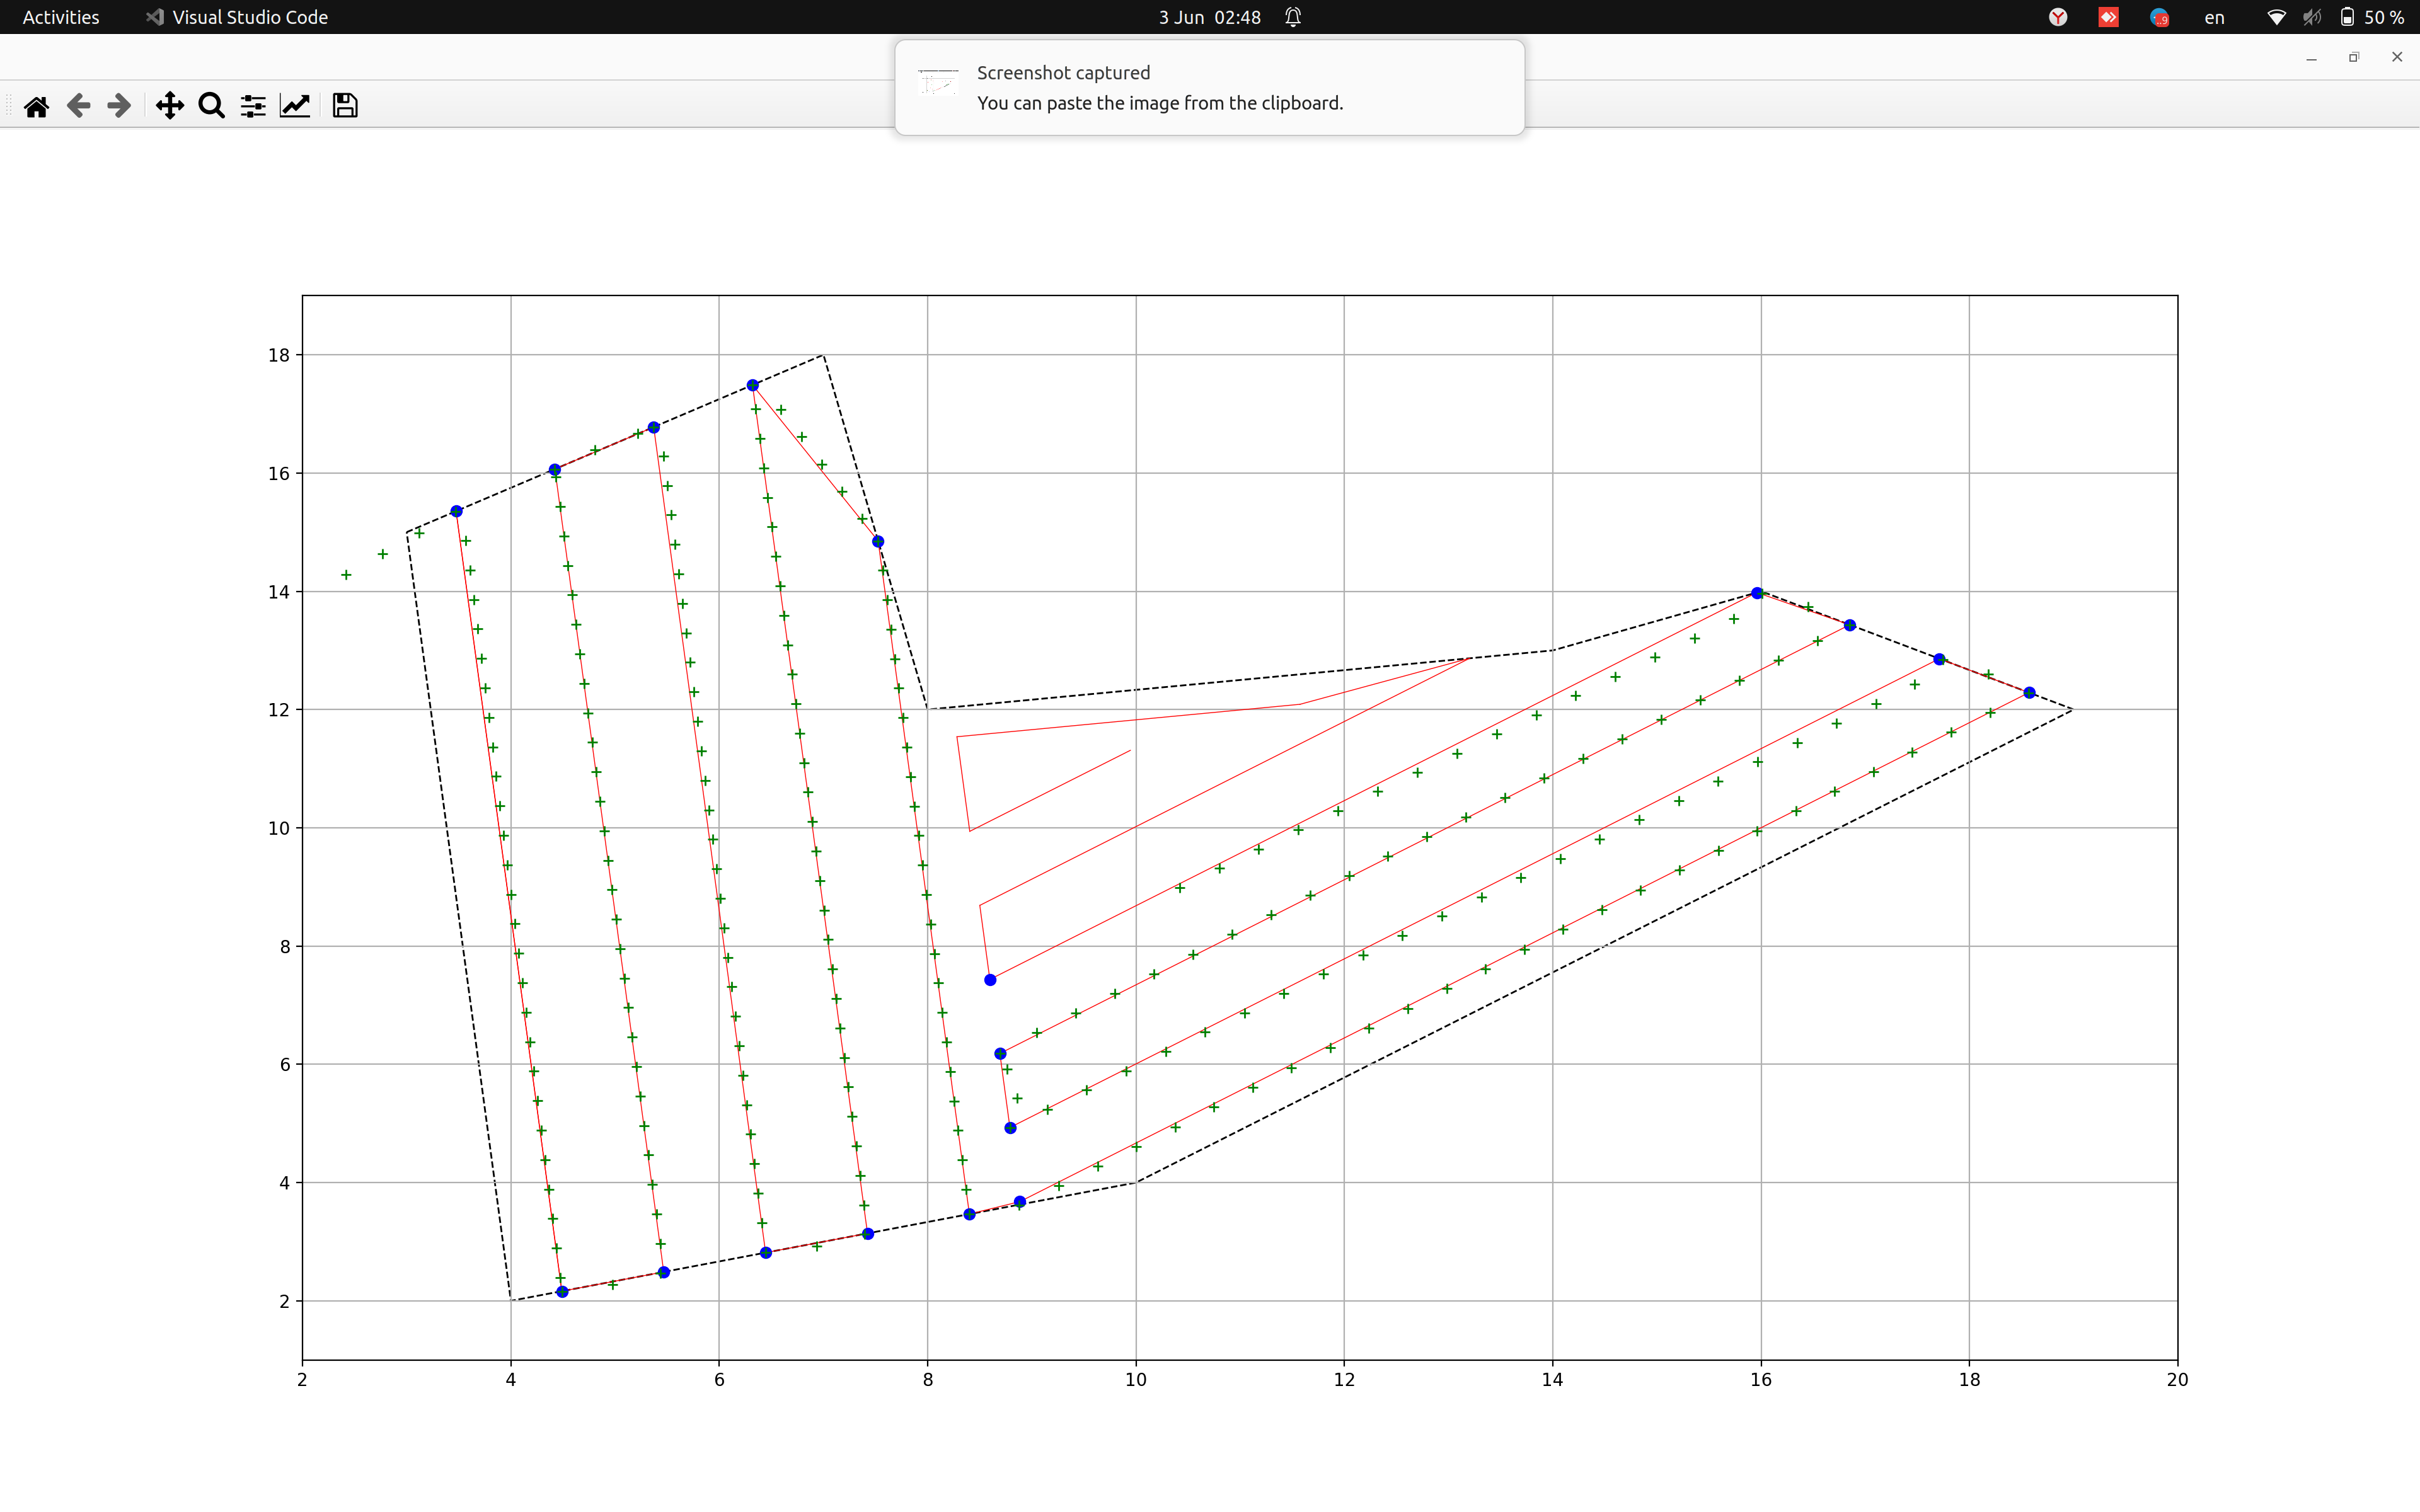 Activities Visual Studio Code 3 Jun 02:48 en 50 %
Screenshot captured
You can paste the image from the clipboard.
18
16
14
12
10
8
6
4
2
2 4 6 8 10 12 14 16 18 20